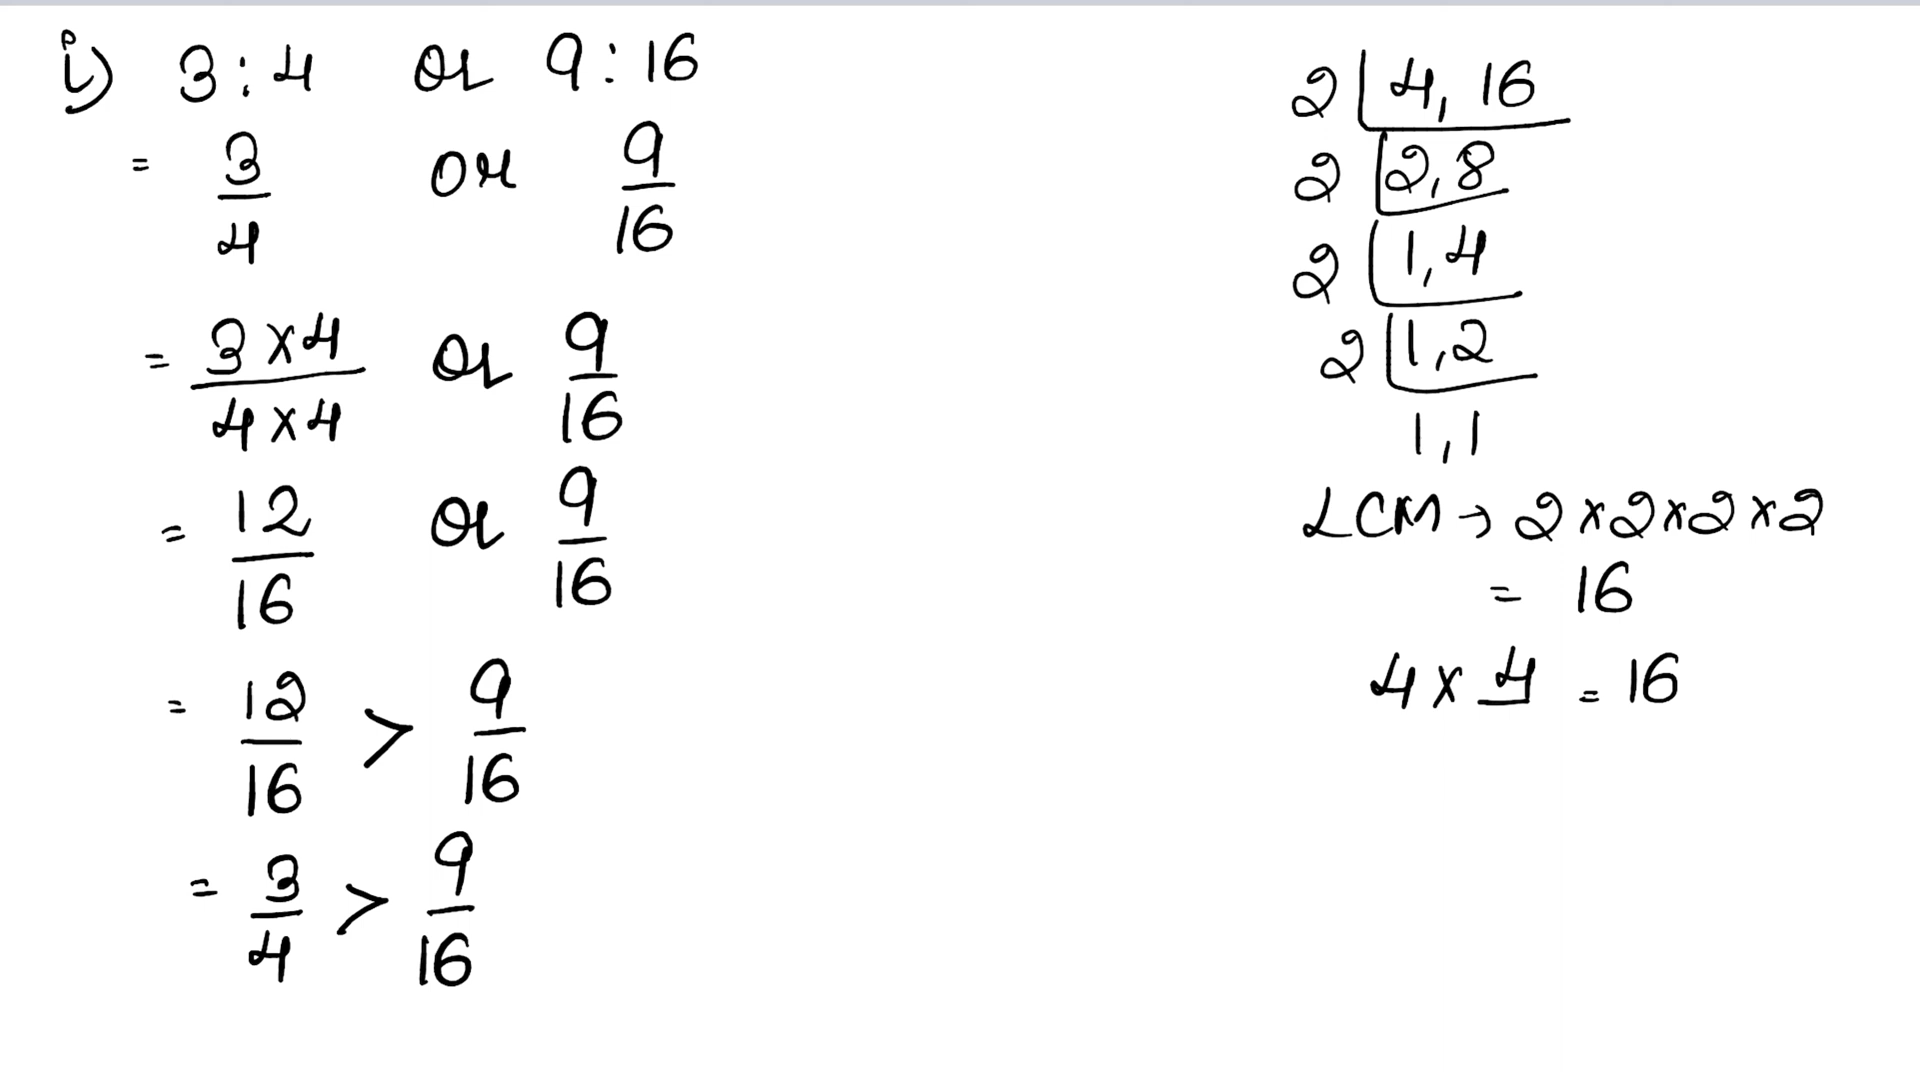 i) 3:4 or 9:16
= 3/4 or 9/16
= 3×4/4×4 or 9/16
= 12/16 or 9/16
= 12/16 > 9/16
= 3/4 > 9/16
2 | 4, 16
2 | 2, 8
2 | 1, 4
2 | 1, 2
1, 1
LCM → 2×2×2×2
= 16
4 × 4 = 16